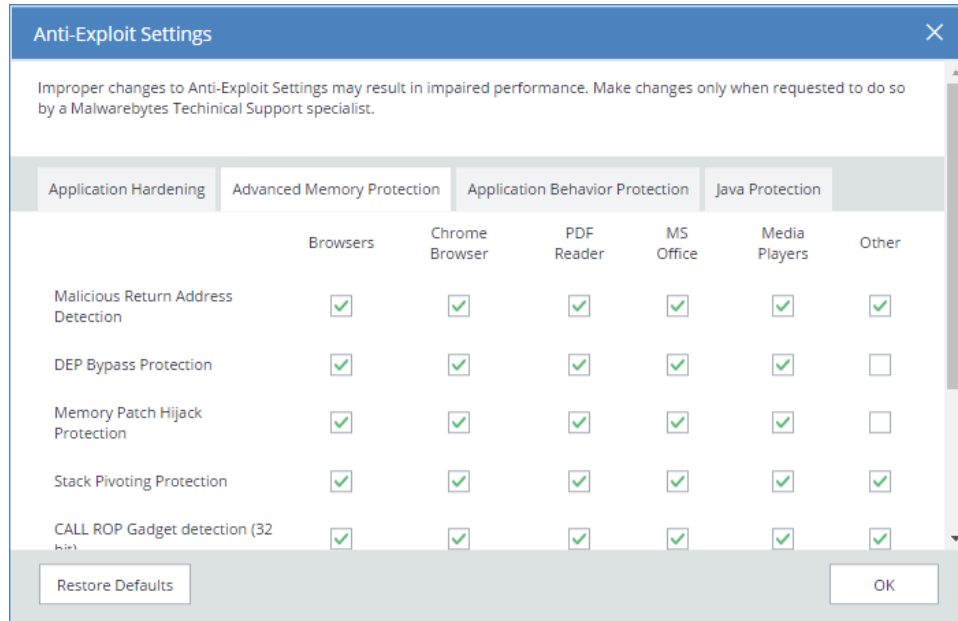 Anti-Exploit Settings
Improper changes to Anti-Exploit Settings may result in impaired performance. Make changes only when requested to do so
by a Malwarebytes Techinical Support specialist.
Application Hardening Advanced Memory Protection Application Behavior Protection Java Protection
Browsers Chrome Browser PDF Reader MS Office Media Players Other
Malicious Return Address
Detection
DEP Bypass Protection
Memory Patch Hijack
Protection
Stack Pivoting Protection
CALL ROP Gadget detection (32
bit)
Restore Defaults OK